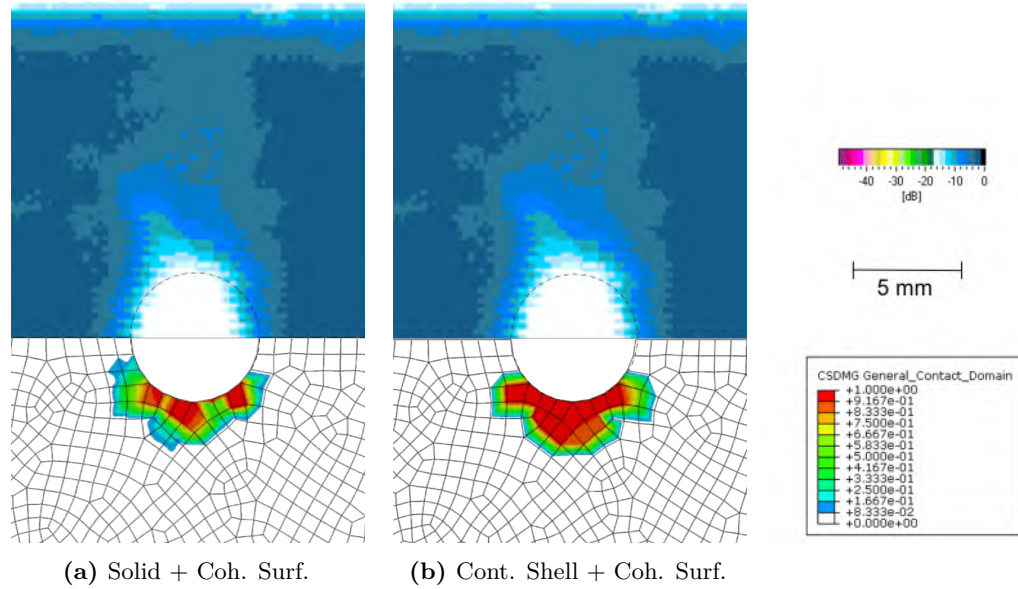 -40 -30 -20 -10 0
[dB]
5 mm
CSDMG General_Contact_Domain
+1.000e+00
+9.167e-01
+8.333e-01
+7.500e-01
+6.667e-01
+5.833e-01
+5.000e-01
+4.167e-01
+3.333e-01
+2.500e-01
+1.667e-01
+8.333e-02
+0.000e+00
(a) Solid + Coh. Surf.
(b) Cont. Shell + Coh. Surf.